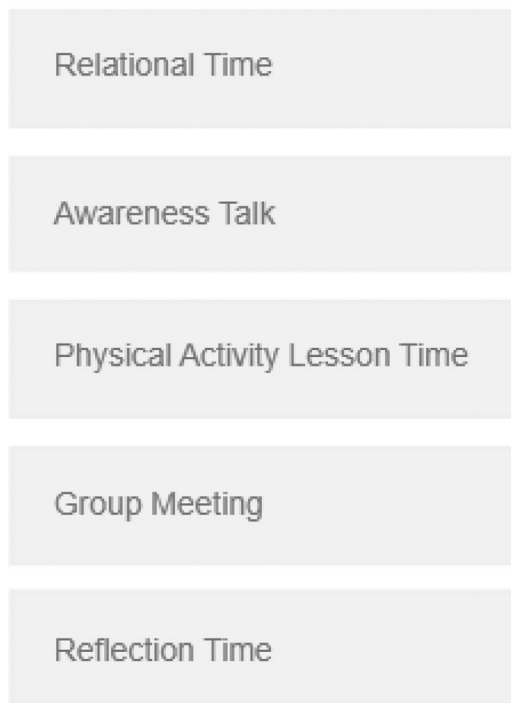 Relational Time
Awareness Talk
Physical Activity Lesson Time
Group Meeting
Reflection Time